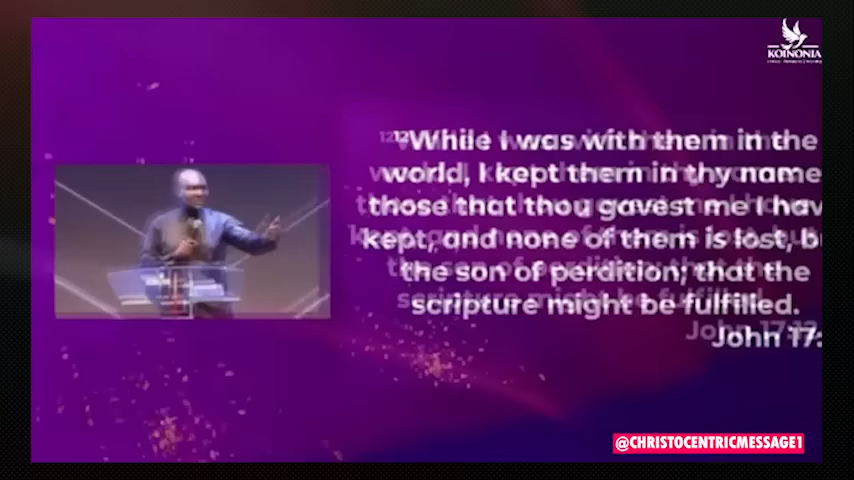 KOINONIA
12 "While I was with them in the
world, I kept them in thy name
those that thou gavest me I hav
kept, and none of them is lost, b
the son of perdition; that the
scripture might be fulfilled.
John 17:
@CHRISTOCENTRICMESSAGE1